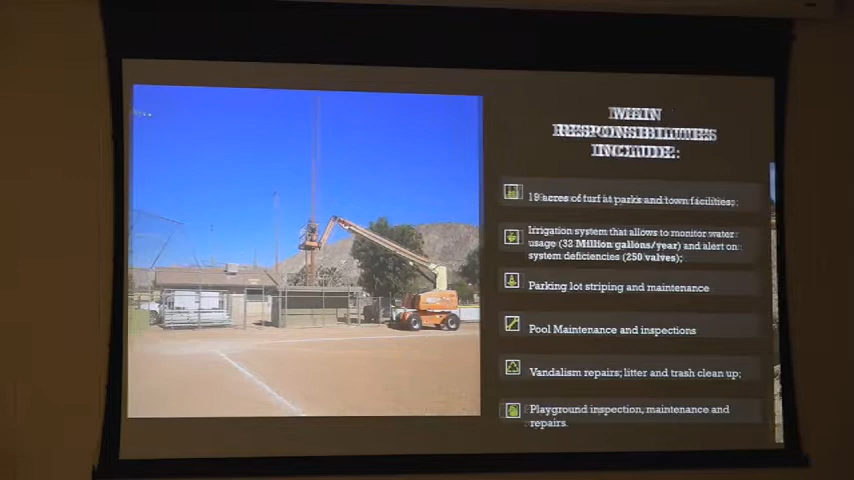 MAIN
RESPONSIBILITIES
INCLUDE:
19 acres of turf at parks and town facilities;
Irrigation system that allows to monitor water
usage (33 Million gallons/year) and alert on
system deficiencies (250 valves);
Parking lot striping and maintenance
Pool Maintenance and inspections
Vandalism repairs; litter and trash clean up;
Playground inspection, maintenance and
repairs.